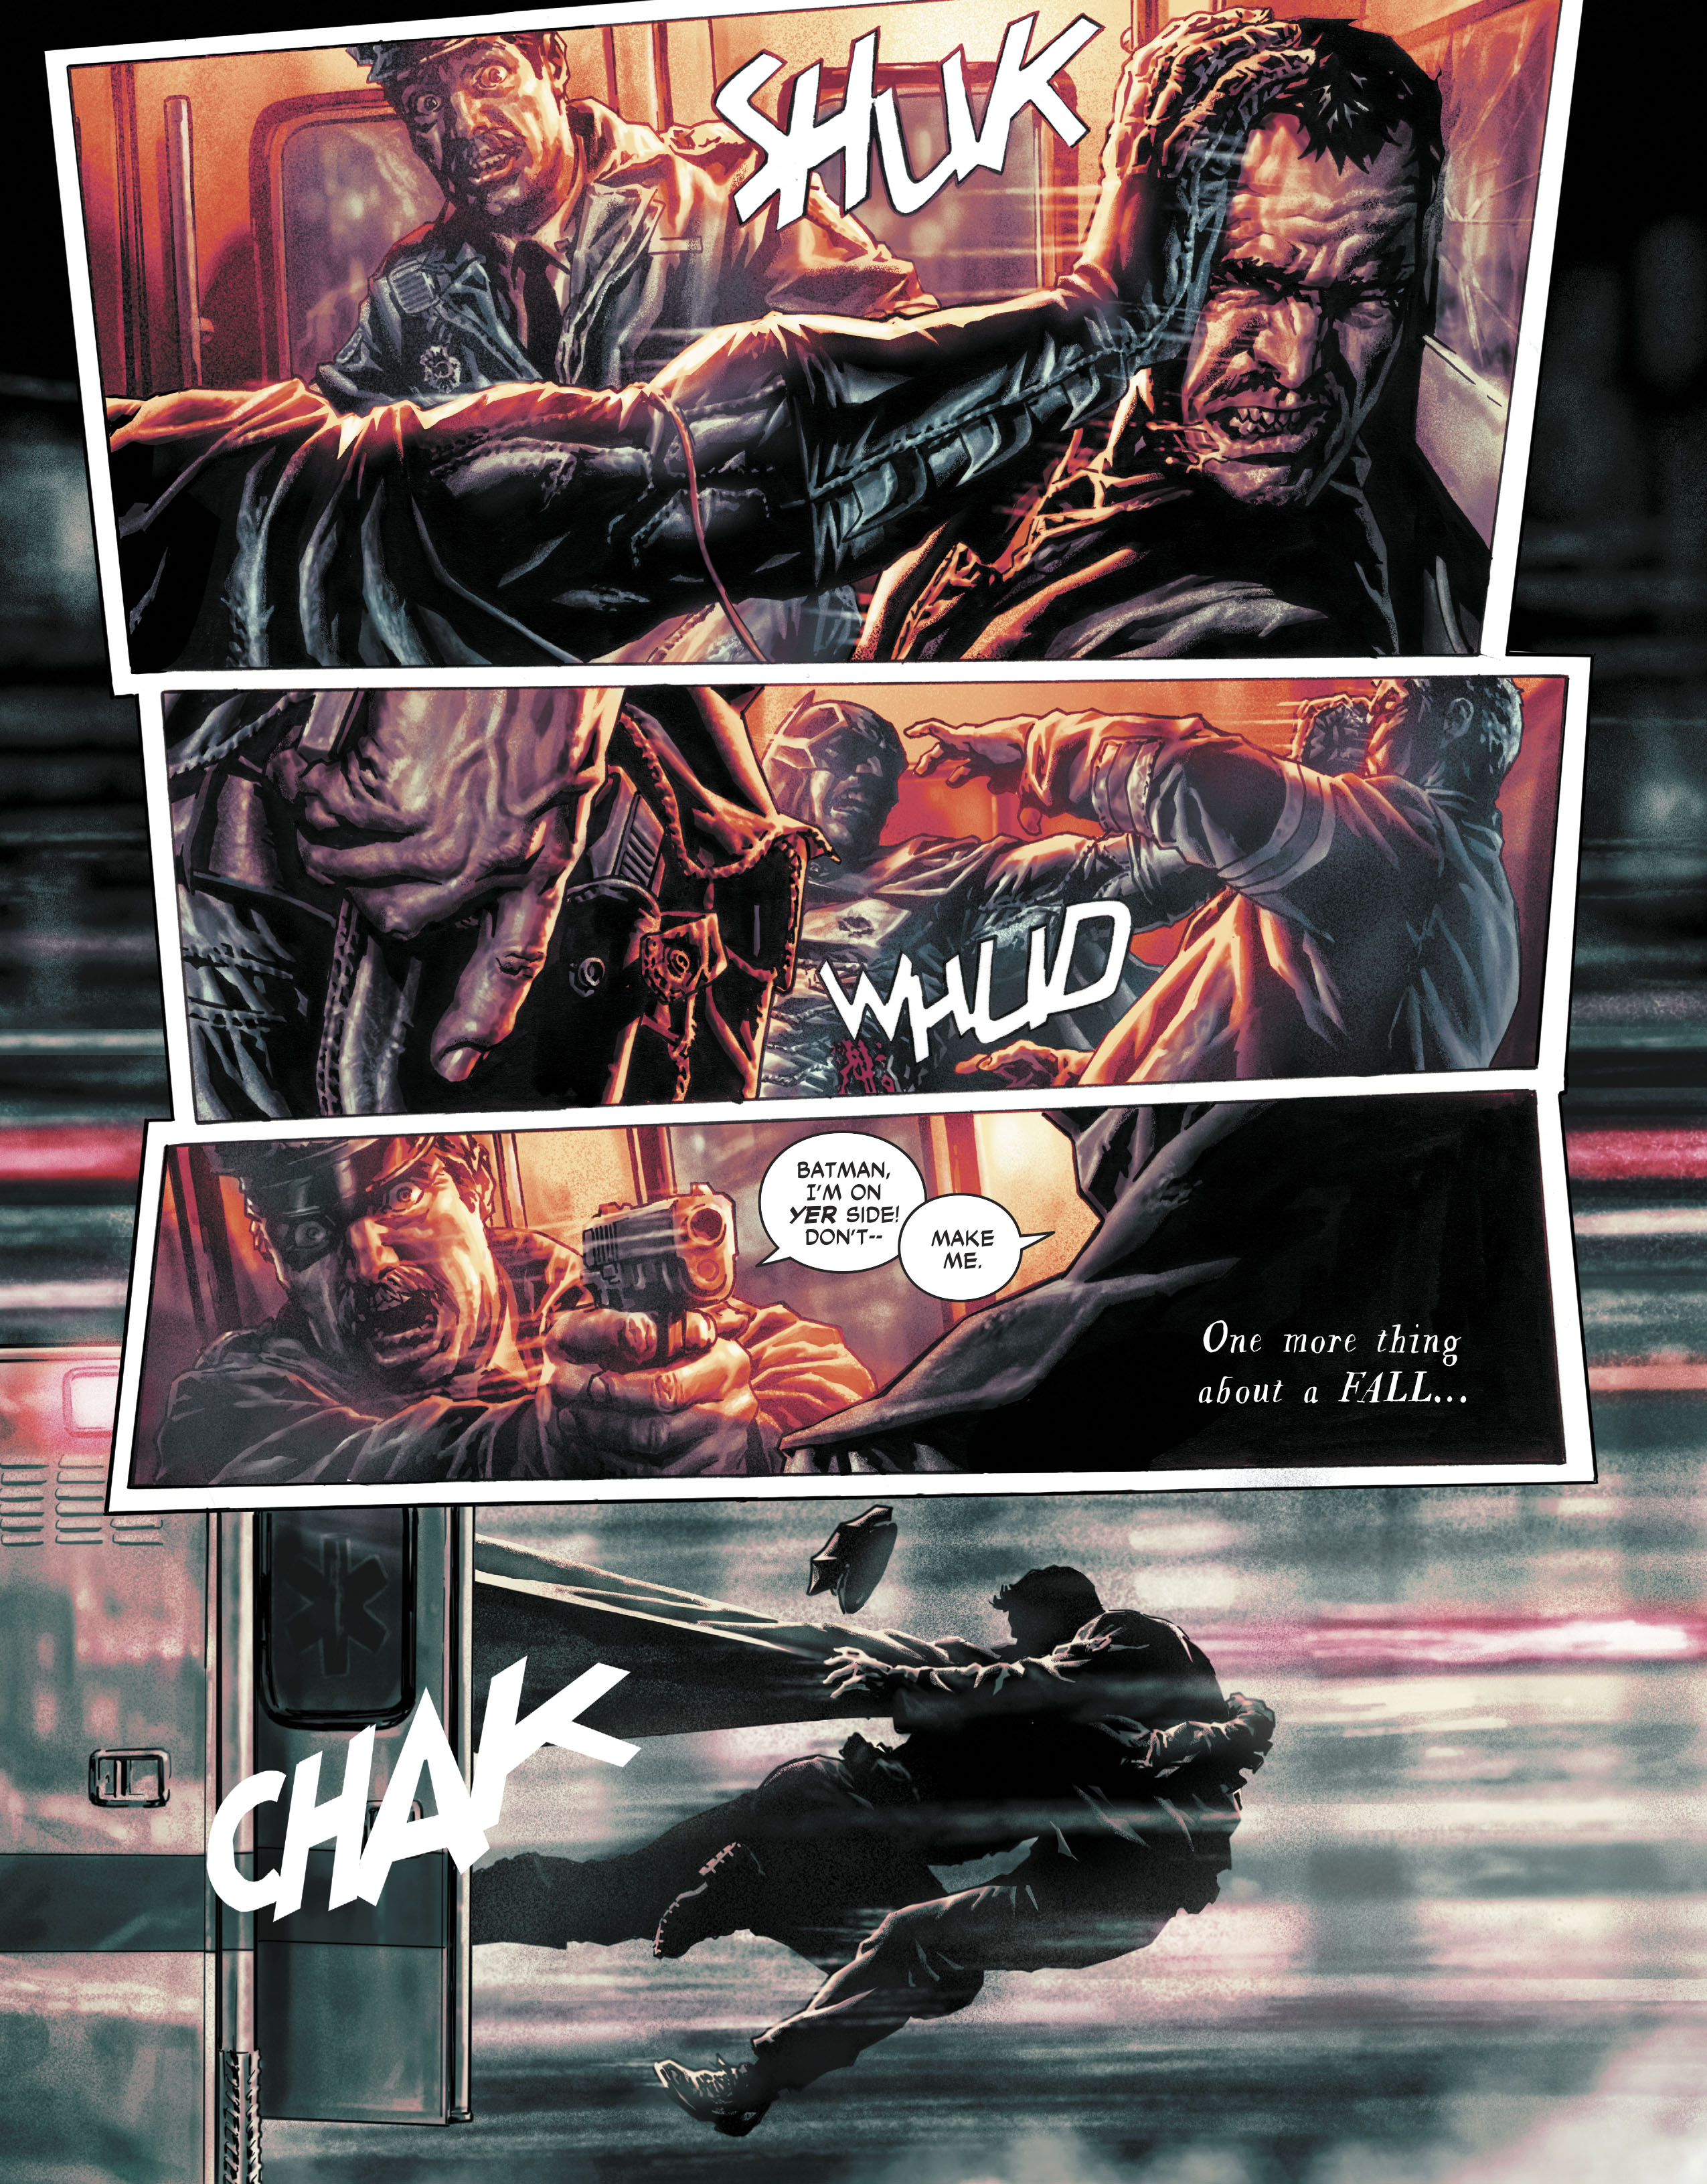 SHUK
WHUD
BATMAN,
I'M ON
YER SIDE!
DON'T--
MAKE
ME.
One more thing
about a FALL...
CHAK